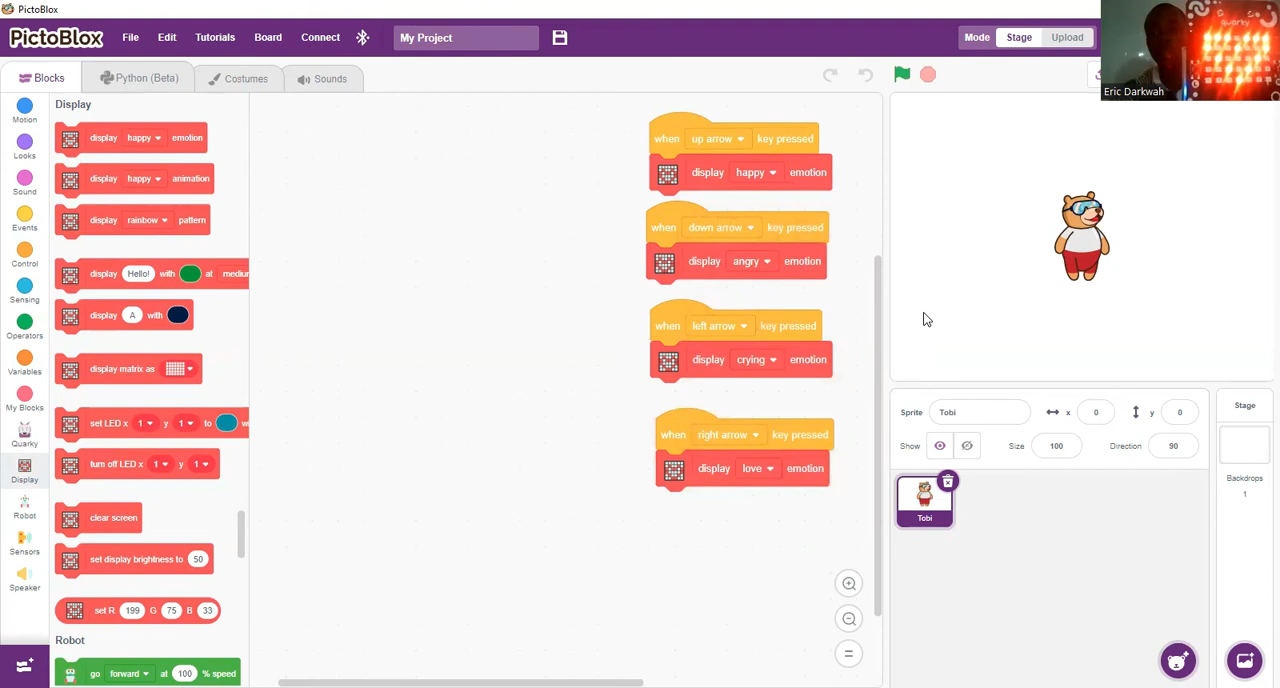 PictoBlox
PictoBlox File Edit Tutorials Board Connect My Project Mode Stage Upload
quarky
Eric Darkwah
Blocks Python (Beta) Costumes Sounds
Motion
Looks
Sound
Events
Control
Sensing
Operators
Variables
My Blocks
Quarky
Display
Robot
Sensors
Speaker
Display
display happy emotion
display happy animation
display rainbow pattern
display Hello! with at medium
display A with
display matrix as
set LED x 1 y 1 to w
turn off LED x 1 y 1
clear screen
set display brightness to 50
set R 199 G 75 B 33
Robot
go forward at 100 % speed
when up arrow key pressed
display happy emotion
when down arrow key pressed
display angry emotion
when left arrow key pressed
display crying emotion
when right arrow key pressed
display love emotion
Sprite Tobi x 0 y 0
Show Size 100 Direction 90
Tobi
Stage
Backdrops
1